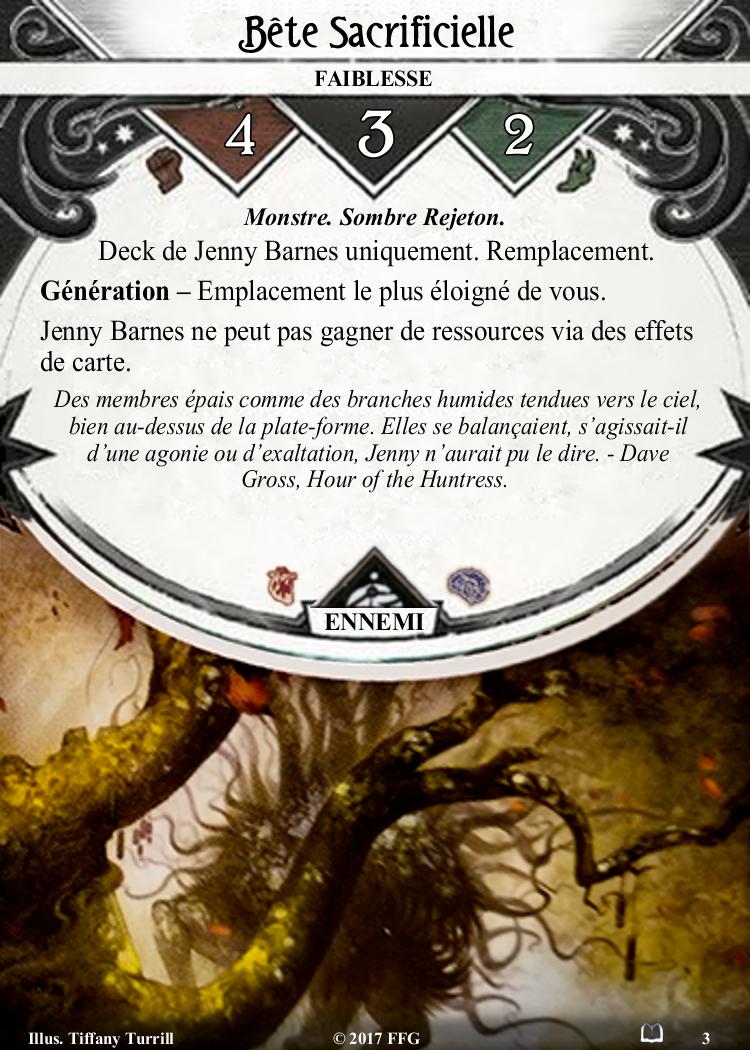 Bête Sacrificielle
FAIBLESSE
4 3 2
Monstre. Sombre Rejeton.
Deck de Jenny Barnes uniquement. Remplacement.
Génération – Emplacement le plus éloigné de vous.
Jenny Barnes ne peut pas gagner de ressources via des effets
de carte.
Des membres épais comme des branches humides tendues vers le ciel,
bien au-dessus de la plate-forme. Elles se balançaient, s’agissait-il
d’une agonie ou d’exaltation, Jenny n’aurait pu le dire. - Dave
Gross, Hour of the Huntress.
ENNEMI
Illus. Tiffany Turrill © 2017 FFG 3